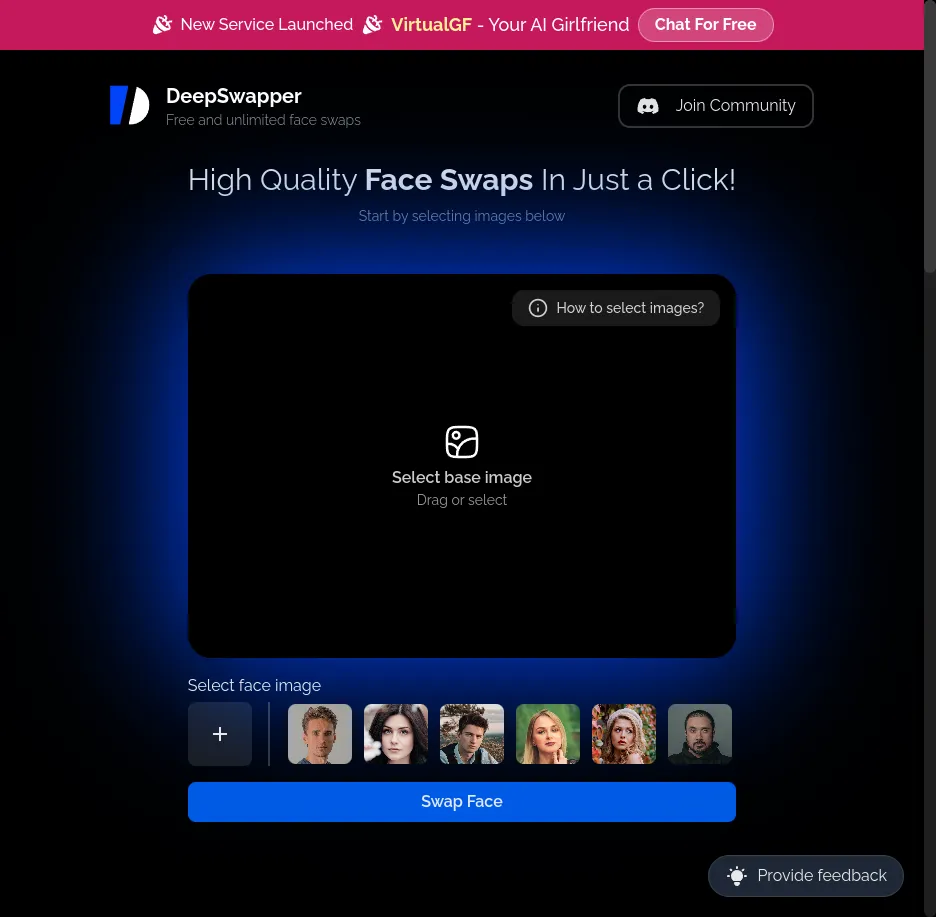 New Service Launched VirtualGF - Your AI Girlfriend Chat For Free
DeepSwapper
Free and unlimited face swaps
Join Community
High Quality Face Swaps In Just a Click!
Start by selecting images below
How to select images?
Select base image
Drag or select
Select face image
+
Swap Face
Provide feedback